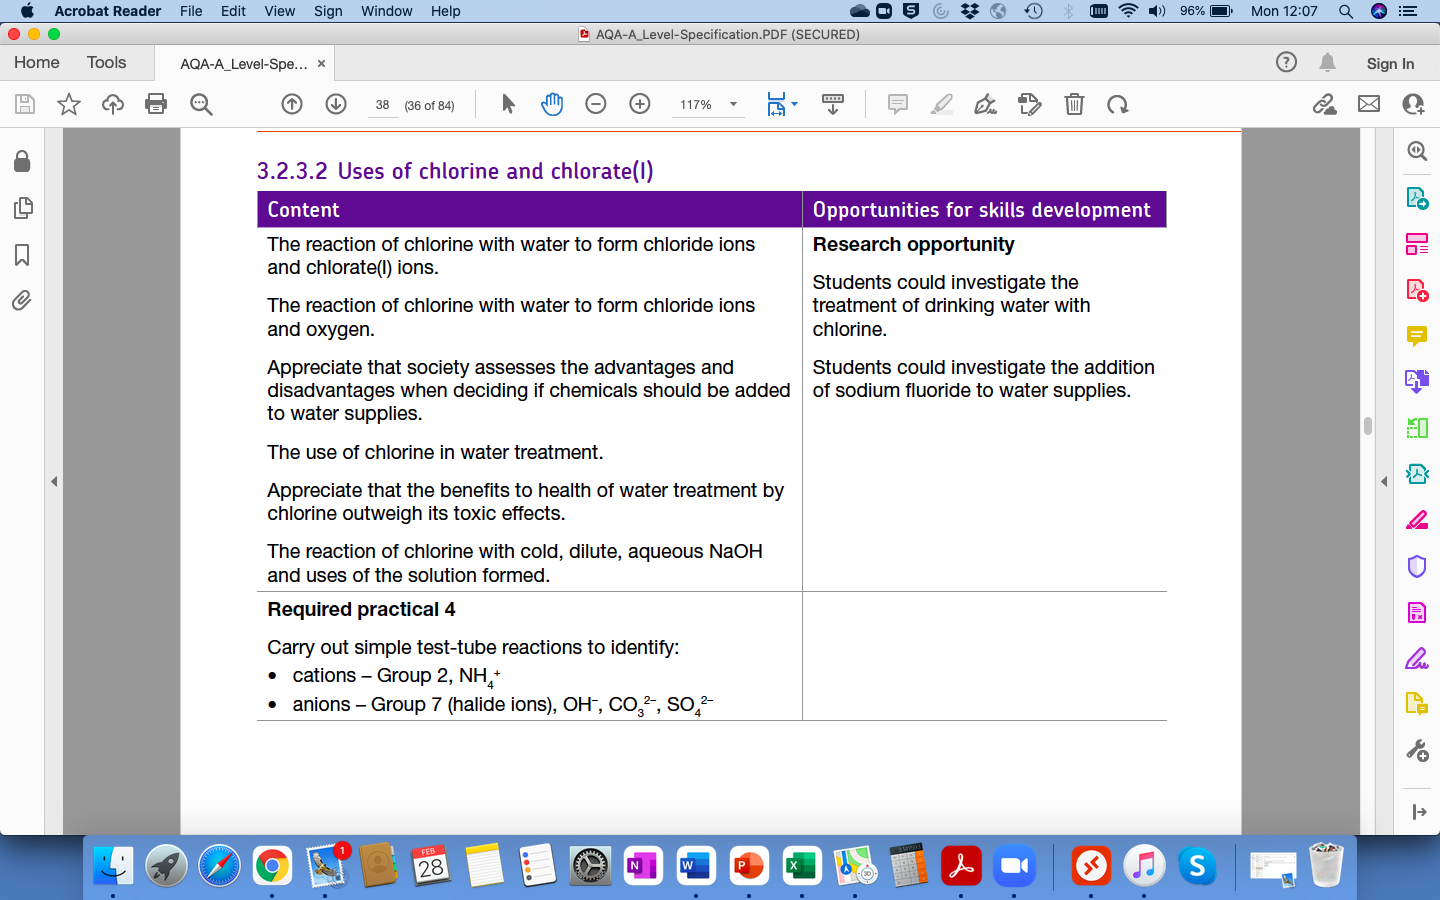 Acrobat Reader File Edit View Sign Window Help 96% Mon 12:07
AQA-A_Level-Specification.PDF (SECURED)
Home Tools AQA-A_Level-Spe... × Sign In
38 (36 of 84) 117%
3.2.3.2 Uses of chlorine and chlorate(I)
Content
Opportunities for skills development
The reaction of chlorine with water to form chloride ions
and chlorate(I) ions.
The reaction of chlorine with water to form chloride ions
and oxygen.
Appreciate that society assesses the advantages and
disadvantages when deciding if chemicals should be added
to water supplies.
The use of chlorine in water treatment.
Appreciate that the benefits to health of water treatment by
chlorine outweigh its toxic effects.
The reaction of chlorine with cold, dilute, aqueous NaOH
and uses of the solution formed.
Research opportunity
Students could investigate the
treatment of drinking water with
chlorine.
Students could investigate the addition
of sodium fluoride to water supplies.
Required practical 4
Carry out simple test-tube reactions to identify:
• cations – Group 2, NH₄⁺
• anions – Group 7 (halide ions), OH⁻, CO₃²⁻, SO₄²⁻
1
FEB
28
N W P X 3D S